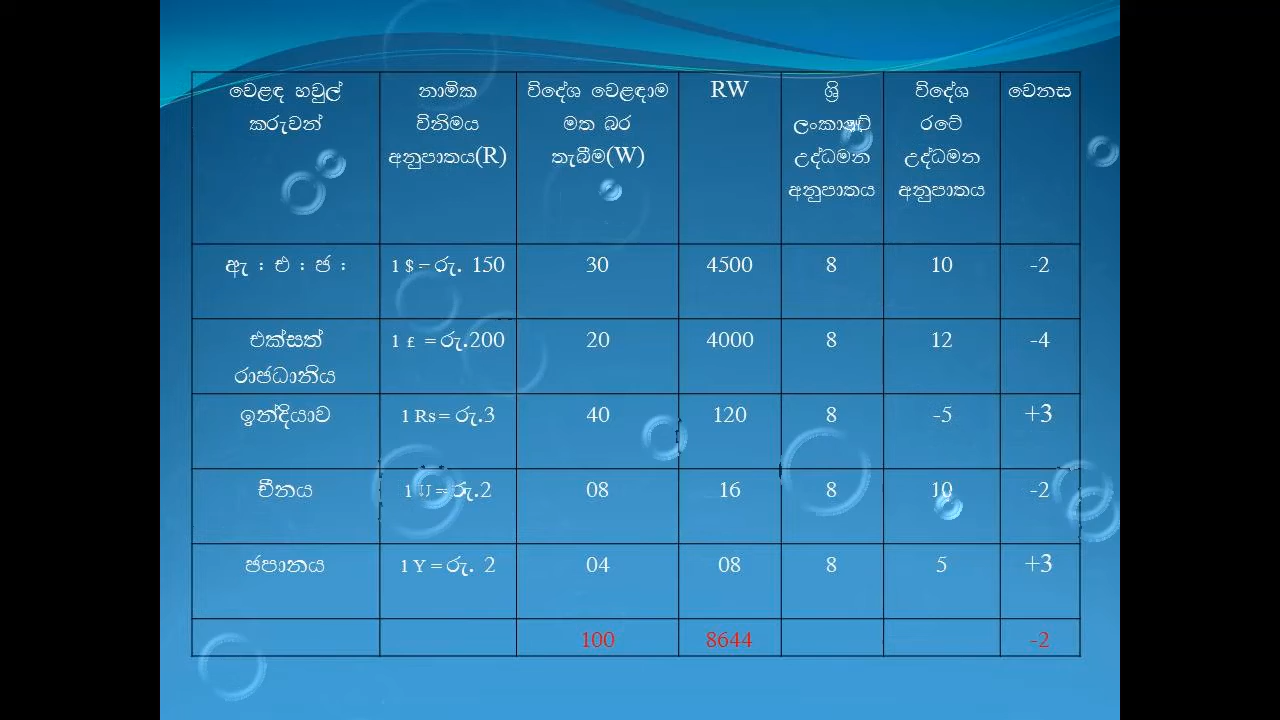 වෙළඳ හවුල් නාමික විදේශ වෙළඳාම RW ශ්‍රි විදේශ වෙනස
කරුවන් විනිමය මත බර ලංකාවේ රටේ
අනුපාතය(R) තැබීම(W) උද්ධමන උද්ධමන
අනුපාතය අනුපාතය
ඇ : එ : ජ : 1 $ = රු. 150 30 4500 8 10 -2
එක්සත් 1 £ = රු.200 20 4000 8 12 -4
රාජධානිය
ඉන්දියාව 1 Rs = රු.3 40 120 8 -5 +3
චීනය 1 = රු.2 08 16 8 10 -2
ජපානය 1 Y = රු. 2 04 08 8 5 +3
100 8644 -2